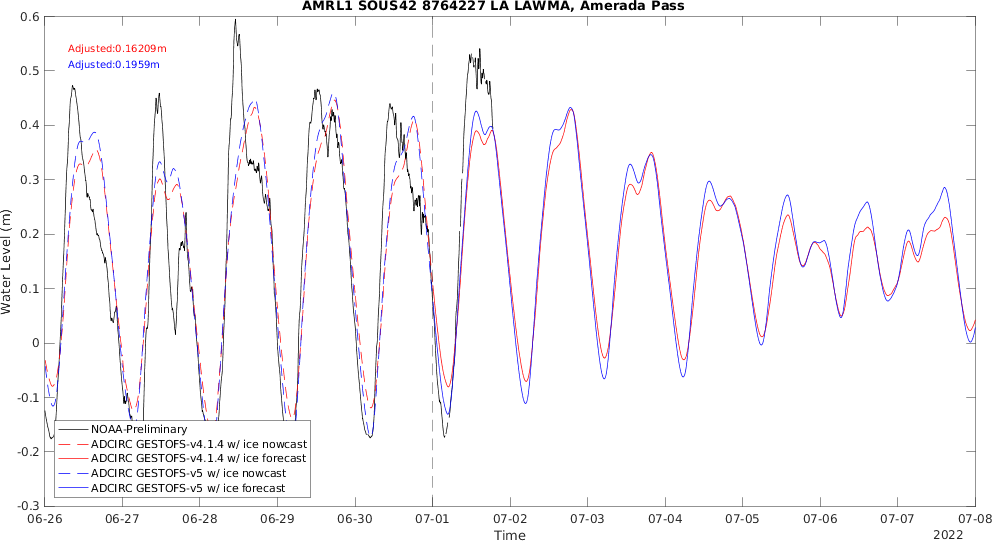 AMRL1 SOUS42 8764227 LA LAWMA, Amerada Pass
0.6
0.5
0.4
0.3
0.2
0.1
0
-0.1
-0.2
-0.3
Water Level (m)
Adjusted:0.16209m
Adjusted:0.1959m
NOAA-Preliminary
ADCIRC GESTOFS-v4.1.4 w/ ice nowcast
ADCIRC GESTOFS-v4.1.4 w/ ice forecast
ADCIRC GESTOFS-v5 w/ ice nowcast
ADCIRC GESTOFS-v5 w/ ice forecast
06-26 06-27 06-28 06-29 06-30 07-01 07-02 07-03 07-04 07-05 07-06 07-07 07-08
Time
2022